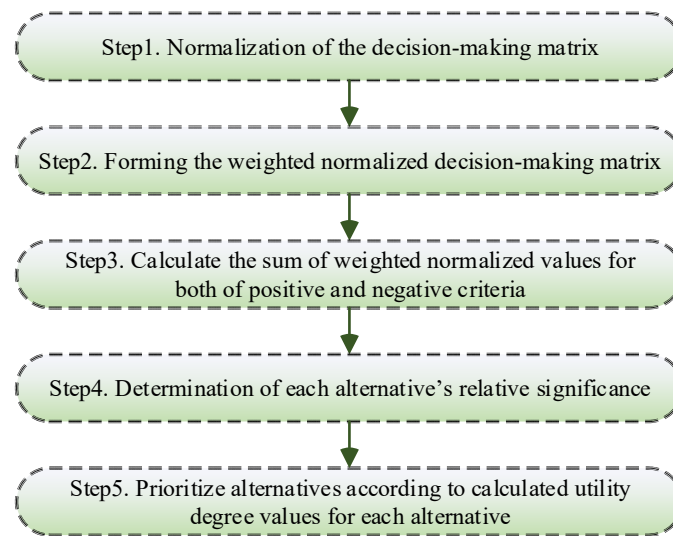 Step1. Normalization of the decision-making matrix
Step2. Forming the weighted normalized decision-making matrix
Step3. Calculate the sum of weighted normalized values for
both of positive and negative criteria
Step4. Determination of each alternative’s relative significance
Step5. Prioritize alternatives according to calculated utility
degree values for each alternative